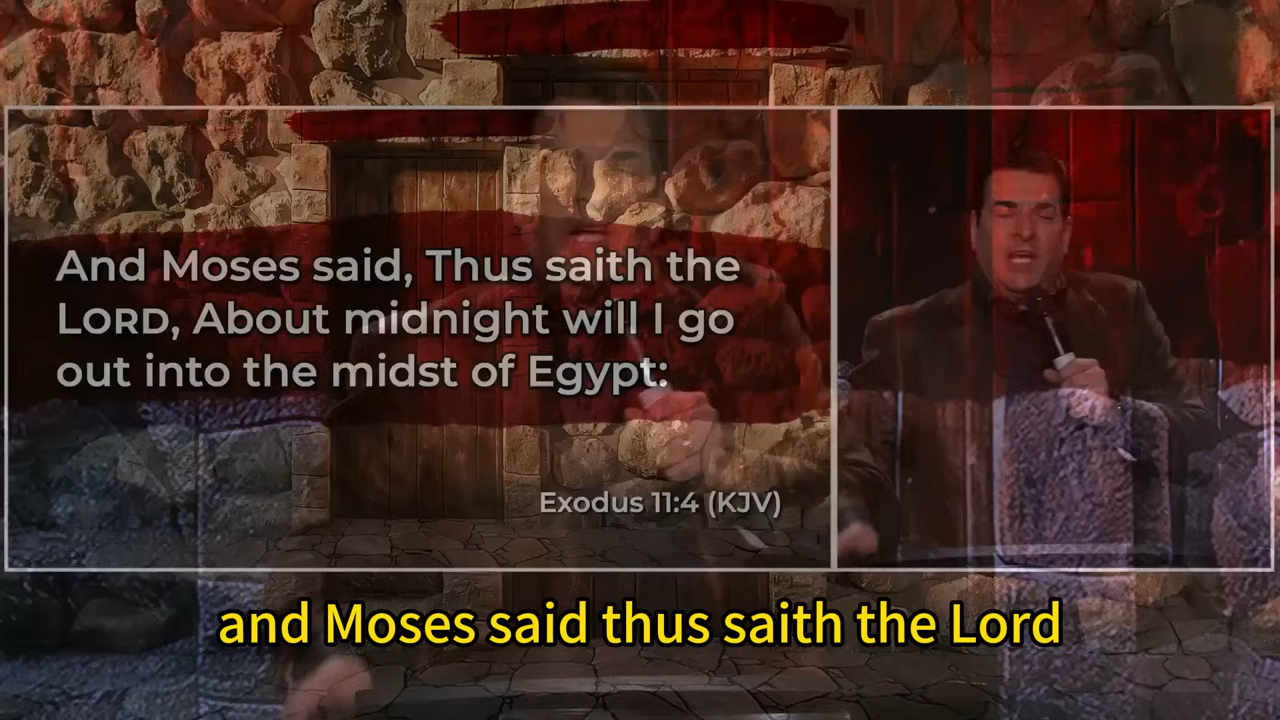 And Moses said, Thus saith the
LORD, About midnight will I go
out into the midst of Egypt:
Exodus 11:4 (KJV)
and Moses said thus saith the Lord